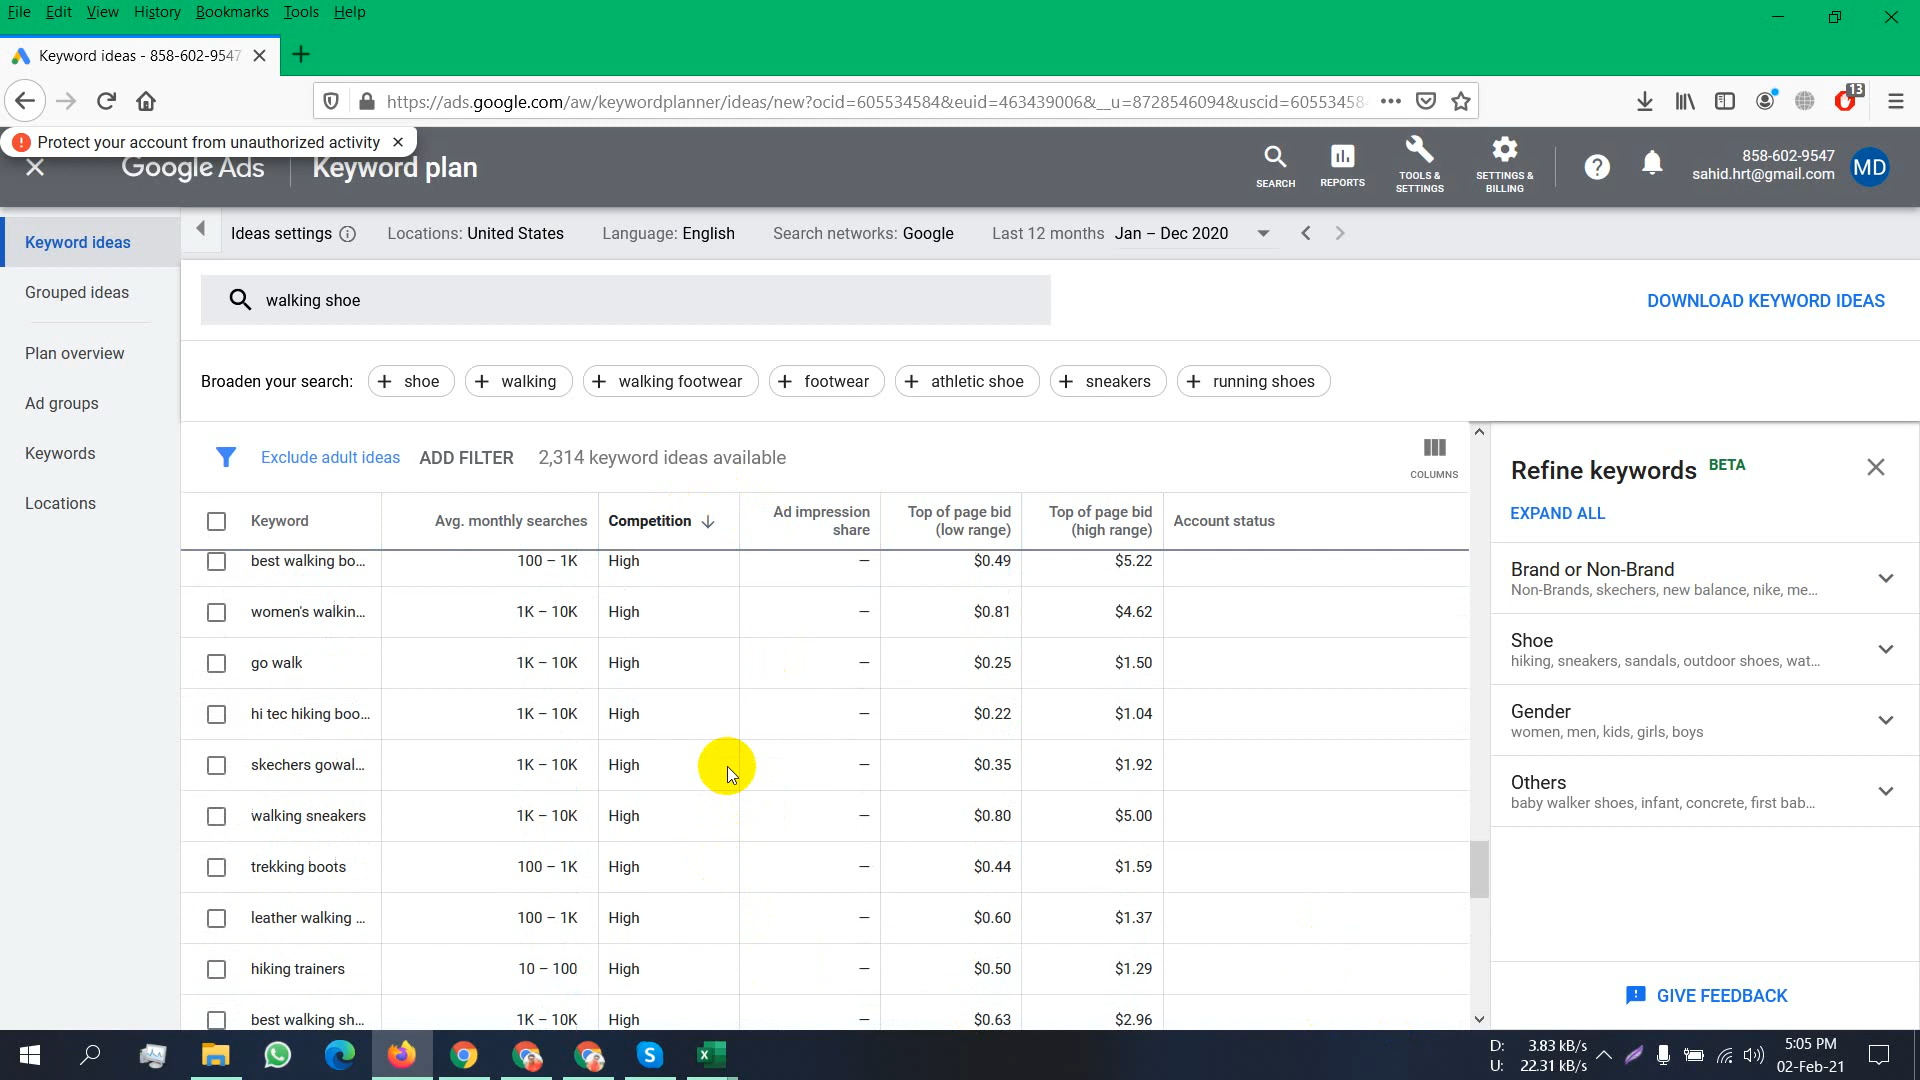 File Edit View History Bookmarks Tools Help
Keyword ideas - 858-602-9547
https://ads.google.com/aw/keywordplanner/ideas/new?ocid=605534584&euid=463439006&__u=8728546094&uscid=60553458
13
Protect your account from unauthorized activity
Google Ads Keyword plan
SEARCH
REPORTS
TOOLS & SETTINGS
SETTINGS & BILLING
858-602-9547
sahid.hrt@gmail.com
MD
Keyword ideas
Grouped ideas
Plan overview
Ad groups
Keywords
Locations
Ideas settings Locations: United States Language: English Search networks: Google Last 12 months Jan – Dec 2020
walking shoe
DOWNLOAD KEYWORD IDEAS
Broaden your search: + shoe + walking + walking footwear + footwear + athletic shoe + sneakers + running shoes
Exclude adult ideas ADD FILTER 2,314 keyword ideas available
COLUMNS
Keyword Avg. monthly searches Competition Ad impression share Top of page bid (low range) Top of page bid (high range) Account status
best walking bo... 100 – 1K High – $0.49 $5.22
women's walkin... 1K – 10K High – $0.81 $4.62
go walk 1K – 10K High – $0.25 $1.50
hi tec hiking boo... 1K – 10K High – $0.22 $1.04
skechers gowal... 1K – 10K High – $0.35 $1.92
walking sneakers 1K – 10K High – $0.80 $5.00
trekking boots 100 – 1K High – $0.44 $1.59
leather walking ... 100 – 1K High – $0.60 $1.37
hiking trainers 10 – 100 High – $0.50 $1.29
best walking sh... 1K – 10K High – $0.63 $2.96
Refine keywords BETA
EXPAND ALL
Brand or Non-Brand
Non-Brands, skechers, new balance, nike, me...
Shoe
hiking, sneakers, sandals, outdoor shoes, wat...
Gender
women, men, kids, girls, boys
Others
baby walker shoes, infant, concrete, first bab...
GIVE FEEDBACK
D: 3.83 kB/s
U: 22.31 kB/s
5:05 PM
02-Feb-21